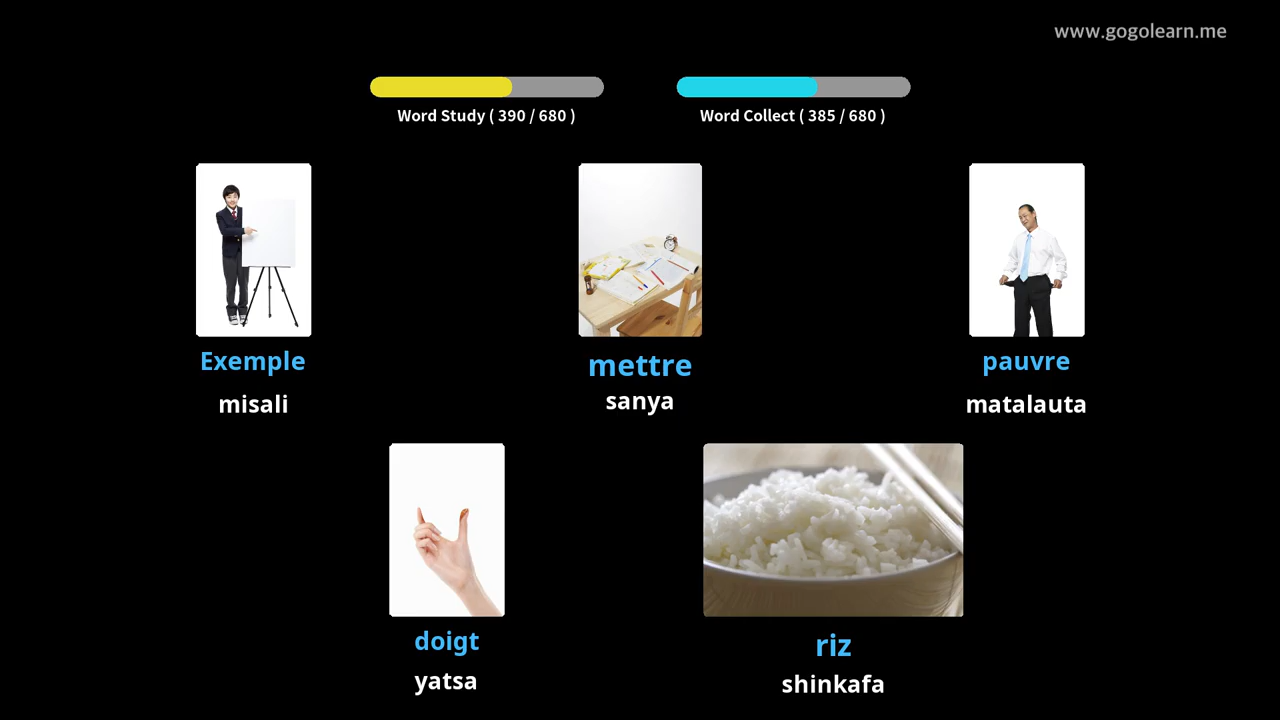 www.gogolearn.me
Word Study ( 390 / 680 )
Word Collect ( 385 / 680 )
Exemple
misali
mettre
sanya
pauvre
matalauta
doigt
yatsa
riz
shinkafa